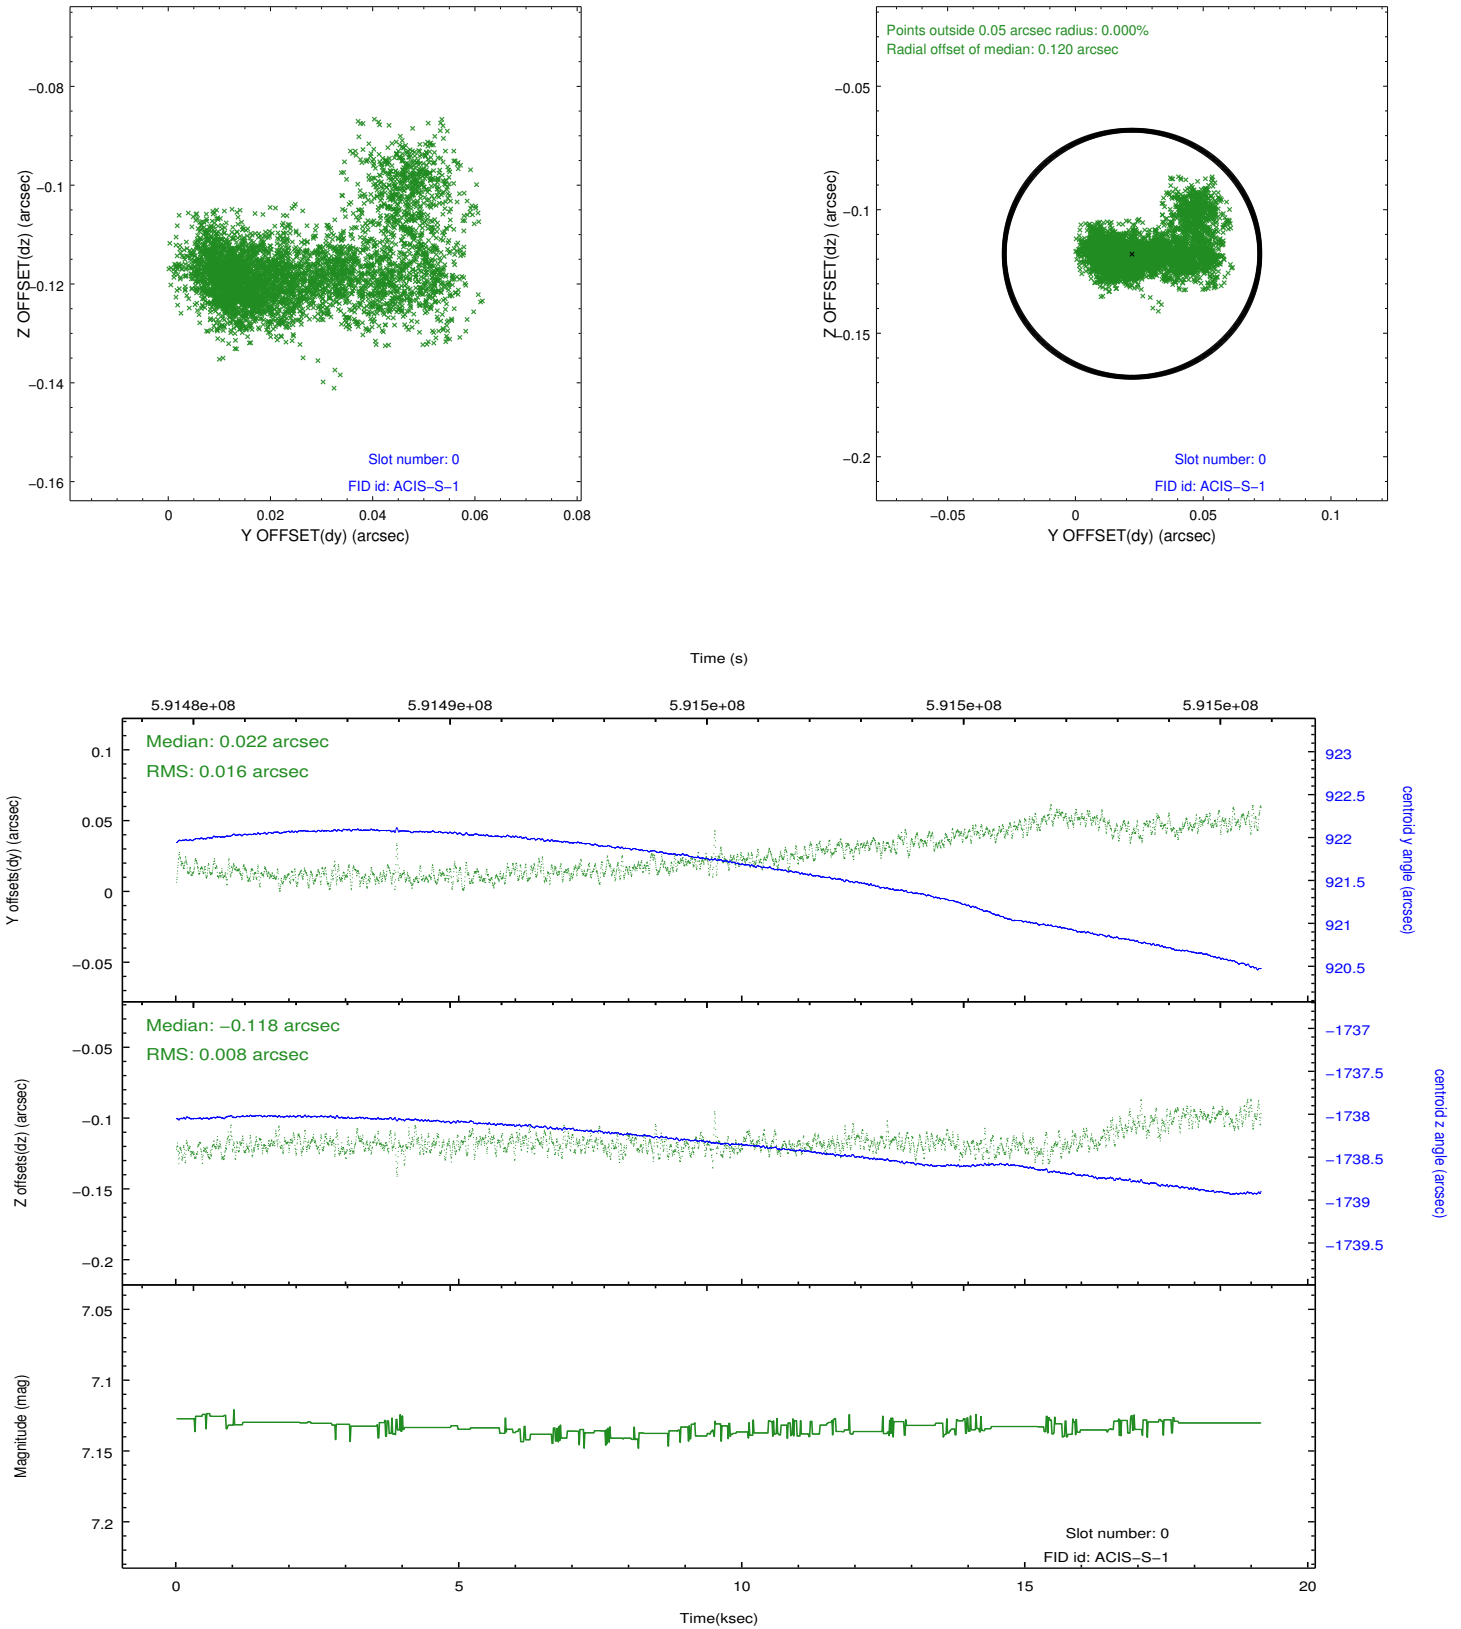 −0.08
−0.1
−0.12
−0.14
−0.16
Z OFFSET(dz) (arcsec)
Slot number: 0
FID id: ACIS−S−1
0 0.02 0.04 0.06 0.08
Y OFFSET(dy) (arcsec)
Points outside 0.05 arcsec radius: 0.000%
Radial offset of median: 0.120 arcsec
−0.05
−0.1
−0.15
−0.2
Z OFFSET(dz) (arcsec)
Slot number: 0
FID id: ACIS−S−1
−0.05 0 0.05 0.1
Y OFFSET(dy) (arcsec)
Time (s)
5.9148e+08 5.9149e+08 5.915e+08 5.915e+08 5.915e+08
Median: 0.022 arcsec
RMS: 0.016 arcsec
0.1
0.05
0
−0.05
Y offsets(dy) (arcsec)
923
922.5
922
921.5
921
920.5
centroid y angle (arcsec)
Median: −0.118 arcsec
RMS: 0.008 arcsec
−0.05
−0.1
−0.15
−0.2
Z offsets(dz) (arcsec)
−1737
−1737.5
−1738
−1738.5
−1739
−1739.5
centroid z angle (arcsec)
7.05
7.1
7.15
7.2
Magnitude (mag)
Slot number: 0
FID id: ACIS−S−1
0 5 10 15 20
Time(ksec)